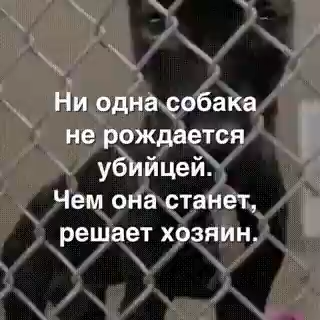 Ни одна собака
не рождается
убийцей.
Чем она станет,
решает хозяин.